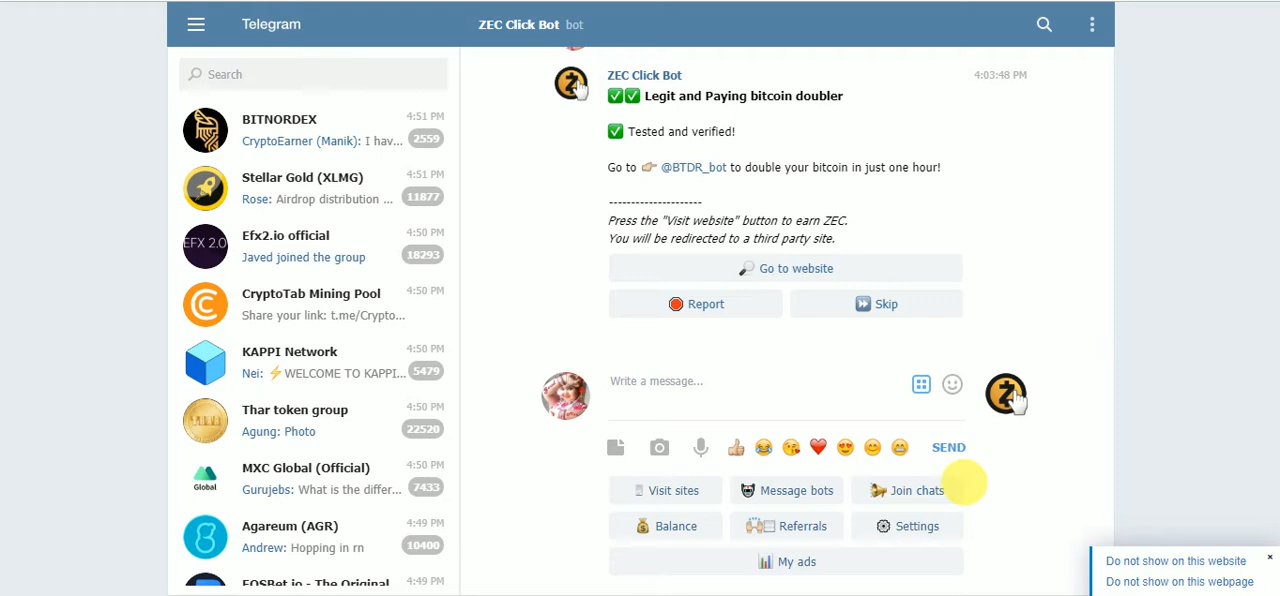 Telegram
ZEC Click Bot bot
Search
BITNORDEX 4:51 PM
CryptoEarner (Manik): I hav... 2559
Stellar Gold (XLMG) 4:51 PM
Rose: Airdrop distribution ... 11877
EFX 2.0
Efx2.io official 4:50 PM
Javed joined the group 18293
CryptoTab Mining Pool 4:50 PM
Share your link: t.me/Crypto...
KAPPI Network 4:50 PM
Nei: ⚡WELCOME TO KAPPI... 5479
Thar token group 4:50 PM
Agung: Photo 22520
Global
MXC Global (Official) 4:50 PM
Gurujebs: What is the differ... 7433
Agareum (AGR) 4:49 PM
Andrew: Hopping in rn 10400
EOSBet.io - The Original 4:49 PM
ZEC Click Bot 4:03:48 PM
✅✅ Legit and Paying bitcoin doubler
✅ Tested and verified!
Go to 👉🏼 @BTDR_bot to double your bitcoin in just one hour!
---------------------
Press the "Visit website" button to earn ZEC.
You will be redirected to a third party site.
🔎 Go to website
🔴 Report
⏩ Skip
Write a message...
SEND
Visit sites
Message bots
Join chats
Balance
Referrals
Settings
My ads
Do not show on this website ×
Do not show on this webpage